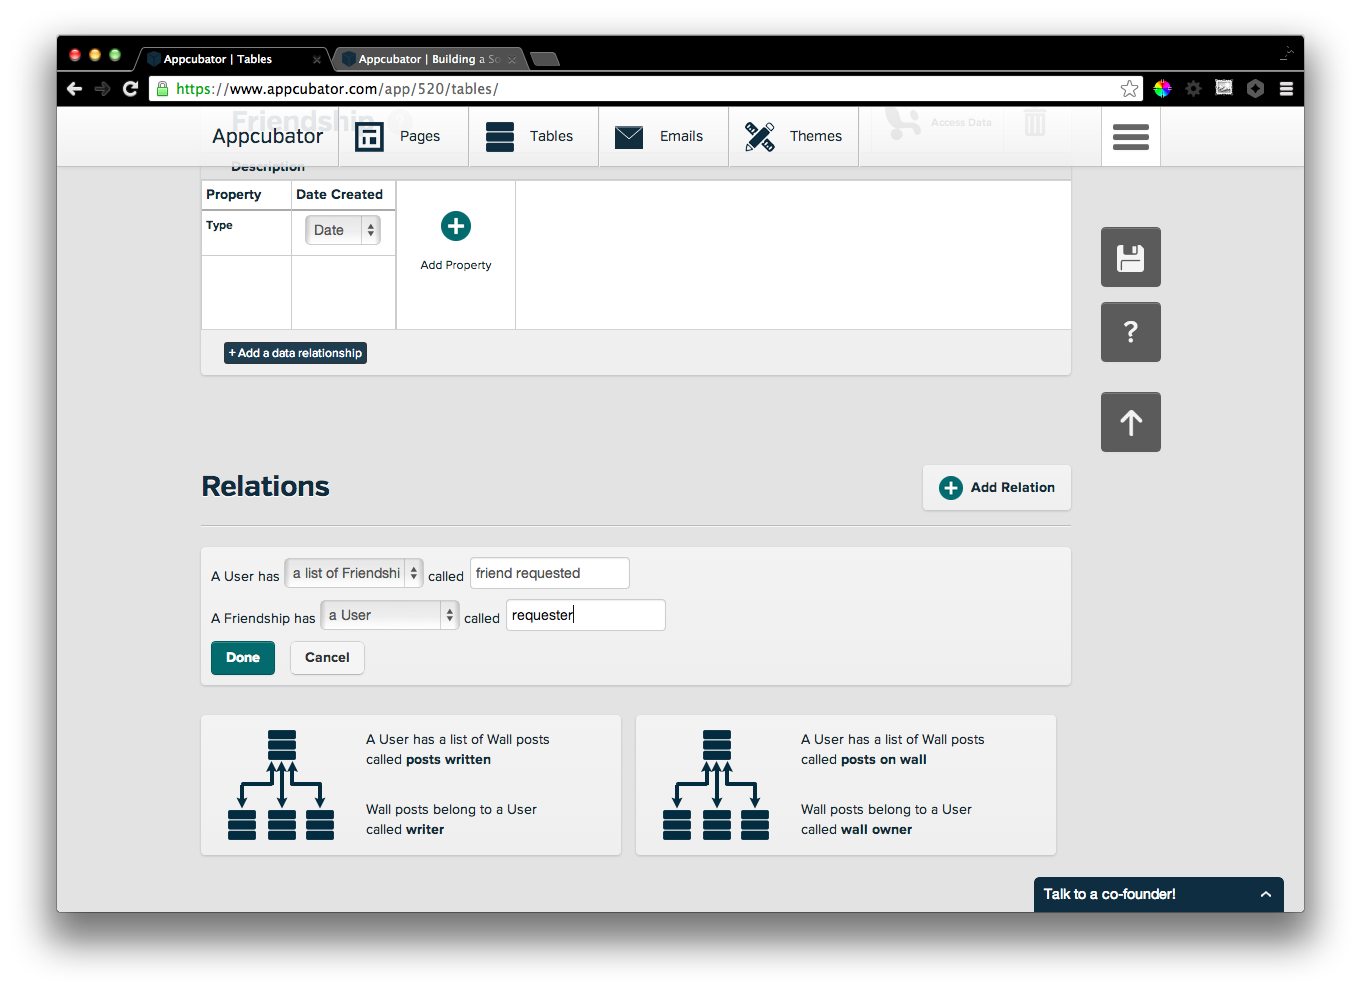 Appcubator | Tables
Appcubator | Building a So
https://www.appcubator.com/app/520/tables/
Friendship
Appcubator
Pages
Tables
Emails
Themes
Access Data
Description
Property
Date Created
Type
Date
Add Property
+ Add a data relationship
?
Relations
Add Relation
A User has a list of Friendshi called friend requested
A Friendship has a User called requester
Done
Cancel
A User has a list of Wall posts
called posts written
Wall posts belong to a User
called writer
A User has a list of Wall posts
called posts on wall
Wall posts belong to a User
called wall owner
Talk to a co-founder!